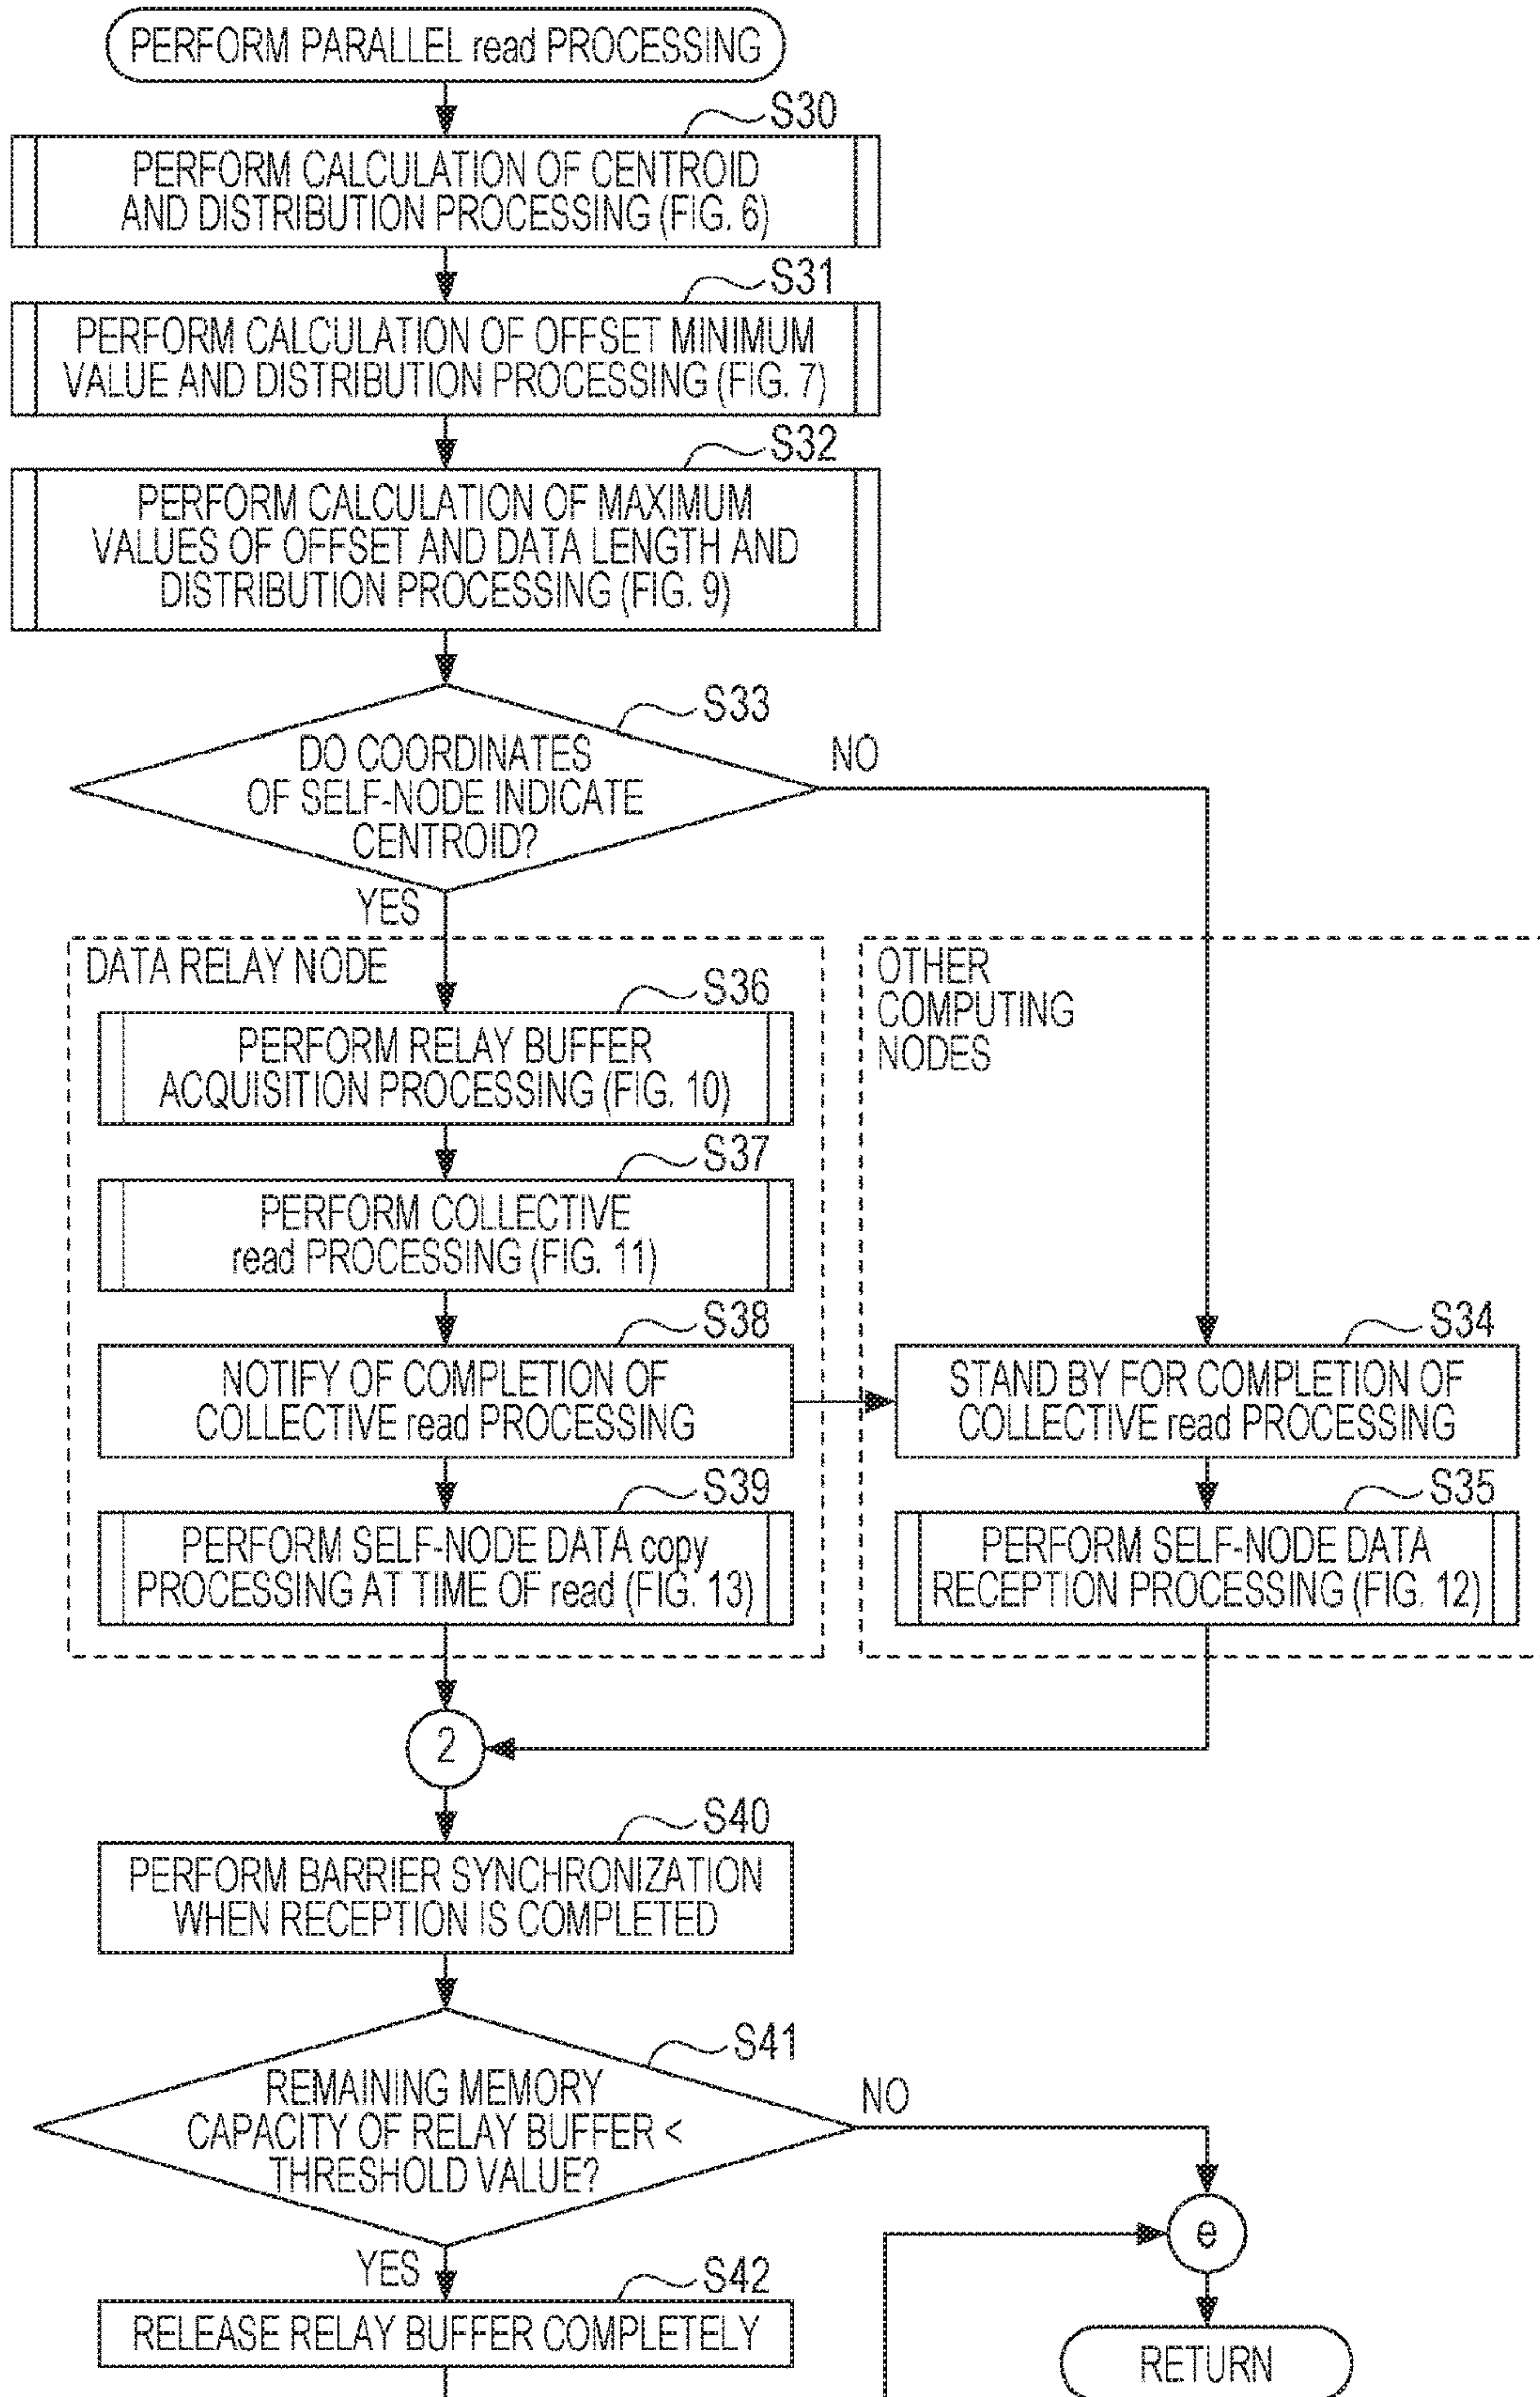 PERFORM PARALLEL read PROCESSING
S30
PERFORM CALCULATION OF CENTROID
AND DISTRIBUTION PROCESSING (FIG. 6)
S31
PERFORM CALCULATION OF OFFSET MINIMUM
VALUE AND DISTRIBUTION PROCESSING (FIG. 7)
S32
PERFORM CALCULATION OF MAXIMUM
VALUES OF OFFSET AND DATA LENGTH AND
DISTRIBUTION PROCESSING (FIG. 9)
S33
DO COORDINATES
OF SELF-NODE INDICATE
CENTROID?
NO
YES
DATA RELAY NODE
S36
PERFORM RELAY BUFFER
ACQUISITION PROCESSING (FIG. 10)
S37
PERFORM COLLECTIVE
read PROCESSING (FIG. 11)
S38
NOTIFY OF COMPLETION OF
COLLECTIVE read PROCESSING
S39
PERFORM SELF-NODE DATA copy
PROCESSING AT TIME OF read (FIG. 13)
OTHER
COMPUTING
NODES
S34
STAND BY FOR COMPLETION OF
COLLECTIVE read PROCESSING
S35
PERFORM SELF-NODE DATA
RECEPTION PROCESSING (FIG. 12)
2
S40
PERFORM BARRIER SYNCHRONIZATION
WHEN RECEPTION IS COMPLETED
S41
REMAINING MEMORY
CAPACITY OF RELAY BUFFER <
THRESHOLD VALUE?
NO
YES
S42
RELEASE RELAY BUFFER COMPLETELY
e
RETURN